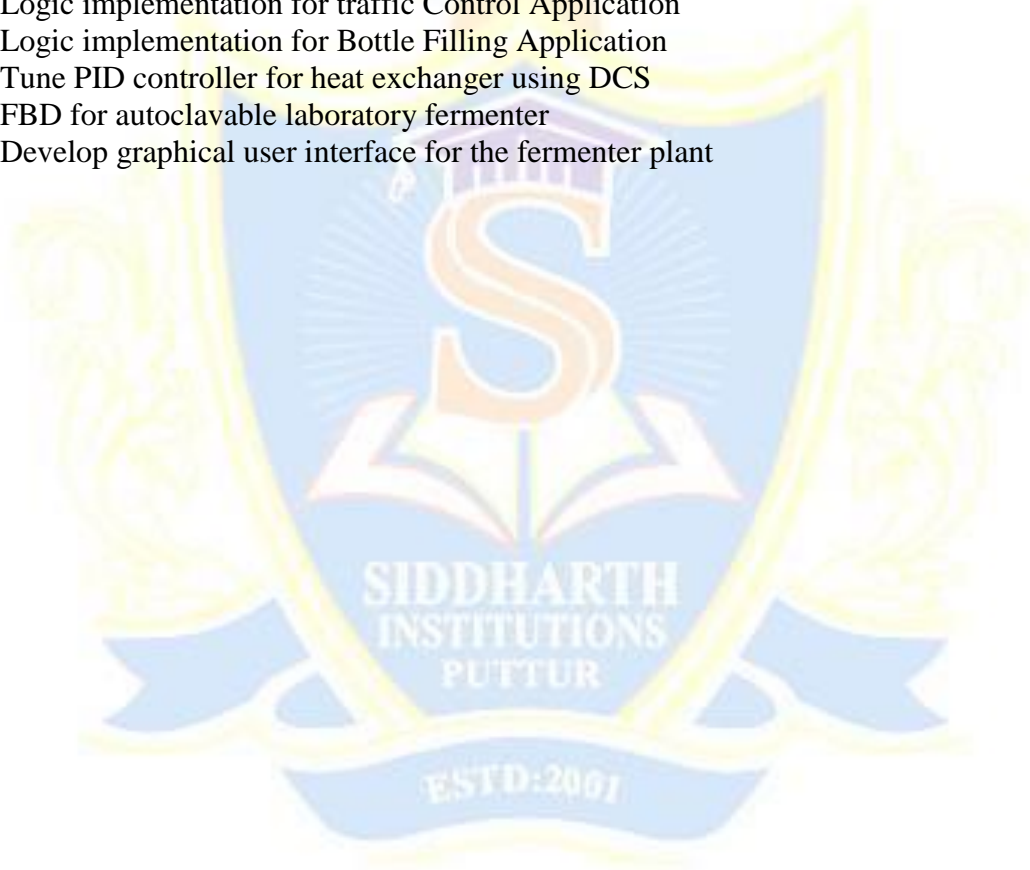 Logic implementation for traffic Control Application
Logic implementation for Bottle Filling Application
Tune PID controller for heat exchanger using DCS
FBD for autoclavable laboratory fermenter
Develop graphical user interface for the fermenter plant
S
SIDDHARTH
INSTITUTIONS
PUTTUR
ESTD:2001